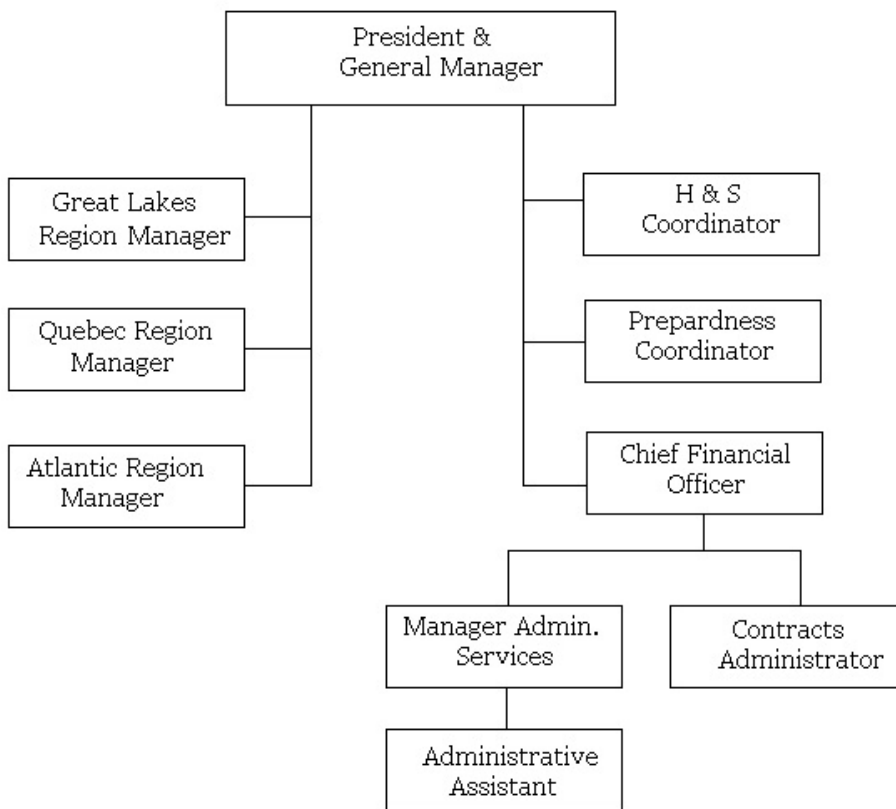 President &
General Manager
Great Lakes
Region Manager
H & S
Coordinator
Quebec Region
Manager
Prepardness
Coordinator
Atlantic Region
Manager
Chief Financial
Officer
Manager Admin.
Services
Contracts
Administrator
Administrative
Assistant